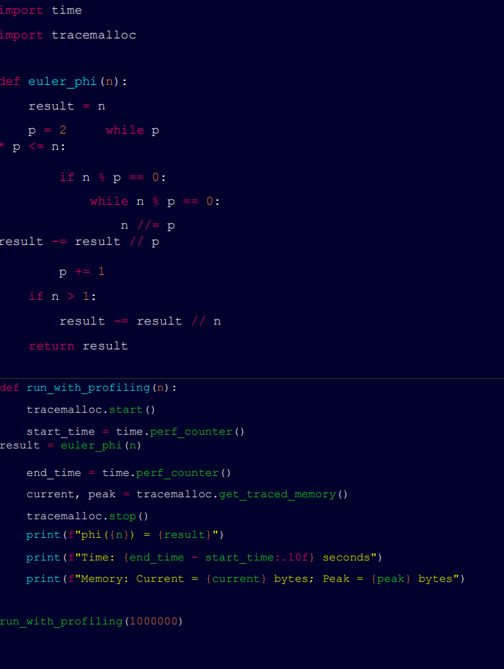 import time
import tracemalloc
def euler_phi(n):
    result = n
    p = 2     while p
* p <= n:
        if n % p == 0:
            while n % p == 0:
                n //= p
result -= result // p
        p += 1
    if n > 1:
        result -= result // n
    return result
def run_with_profiling(n):
    tracemalloc.start()
    start_time = time.perf_counter()
result = euler_phi(n)
    end_time = time.perf_counter()
    current, peak = tracemalloc.get_traced_memory()
    tracemalloc.stop()
    print(f"phi({n}) = {result}")
    print(f"Time: {end_time - start_time:.10f} seconds")
    print(f"Memory: Current = {current} bytes; Peak = {peak} bytes")
run_with_profiling(1000000)